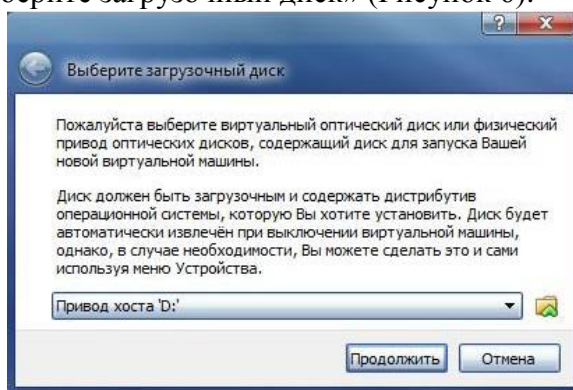 берите загрузочный диск» (Рисунок 6).
Выберите загрузочный диск
Пожалуйста выберите виртуальный оптический диск или физический
привод оптических дисков, содержащий диск для запуска Вашей
новой виртуальной машины.
Диск должен быть загрузочным и содержать дистрибутив
операционной системы, которую Вы хотите установить. Диск будет
автоматически извлечён при выключении виртуальной машины,
однако, в случае необходимости, Вы можете сделать это и сами
используя меню Устройства.
Привод хоста 'D:'
Продолжить Отмена